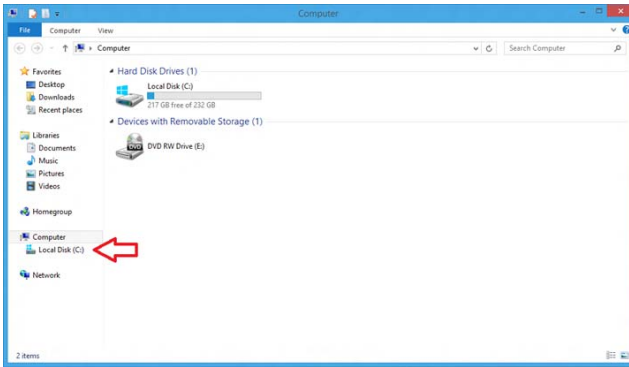 Computer
File Computer View
Computer
Search Computer
Favorites
Desktop
Downloads
Recent places
Libraries
Documents
Music
Pictures
Videos
Homegroup
Computer
Local Disk (C:)
Network
Hard Disk Drives (1)
Local Disk (C:)
217 GB free of 232 GB
Devices with Removable Storage (1)
DVD
DVD RW Drive (E:)
2 items